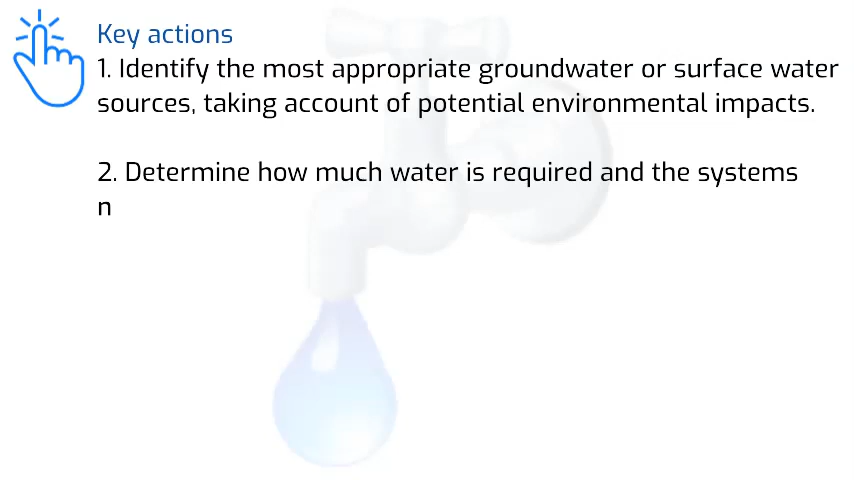 Key actions
1. Identify the most appropriate groundwater or surface water
sources, taking account of potential environmental impacts.
2. Determine how much water is required and the systems
n